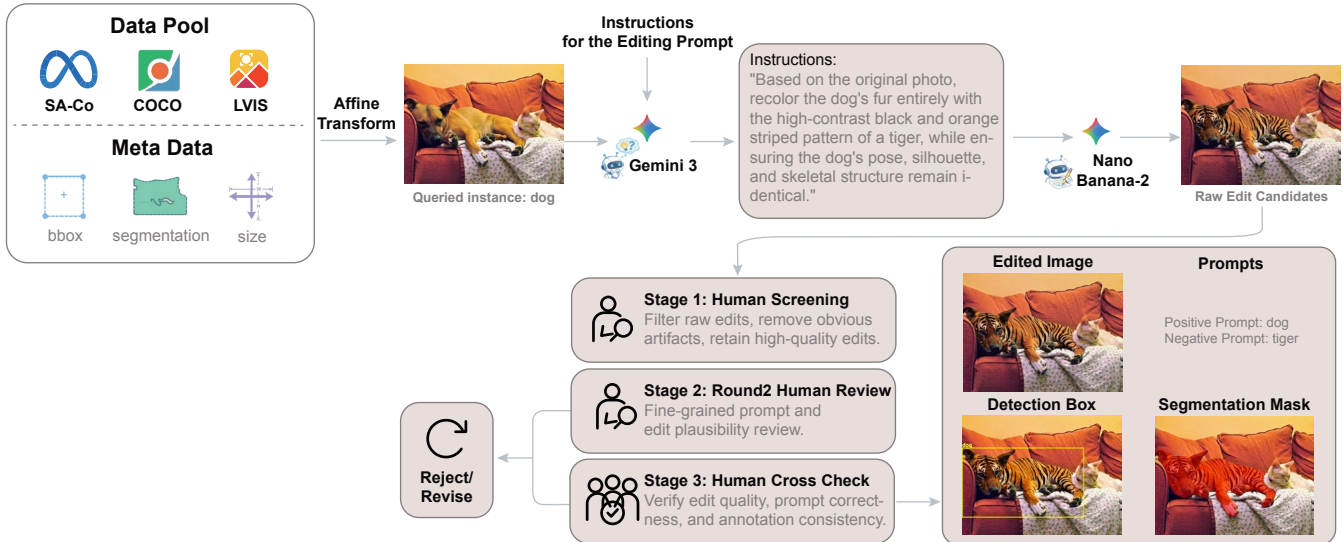 Data Pool
SA-Co
COCO
LVIS
Meta Data
bbox
segmentation
size
Affine
Transform
Queried instance: dog
Instructions
for the Editing Prompt
Gemini 3
Instructions:
"Based on the original photo,
recolor the dog's fur entirely with
the high-contrast black and orange
striped pattern of a tiger, while en-
suring the dog's pose, silhouette,
and skeletal structure remain i-
dentical."
Nano
Banana-2
Raw Edit Candidates
Stage 1: Human Screening
Filter raw edits, remove obvious
artifacts, retain high-quality edits.
Stage 2: Round2 Human Review
Fine-grained prompt and
edit plausibility review.
Stage 3: Human Cross Check
Verify edit quality, prompt correct-
ness, and annotation consistency.
Reject/
Revise
Edited Image
Prompts
Positive Prompt: dog
Negative Prompt: tiger
Detection Box
dog
Segmentation Mask